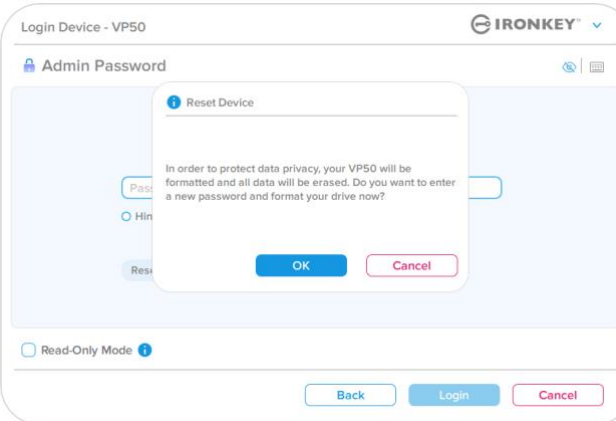 Login Device - VP50
IRONKEY
Admin Password
Reset Device
In order to protect data privacy, your VP50 will be
formatted and all data will be erased. Do you want to enter
a new password and format your drive now?
OK Cancel
Read-Only Mode
Back Login Cancel